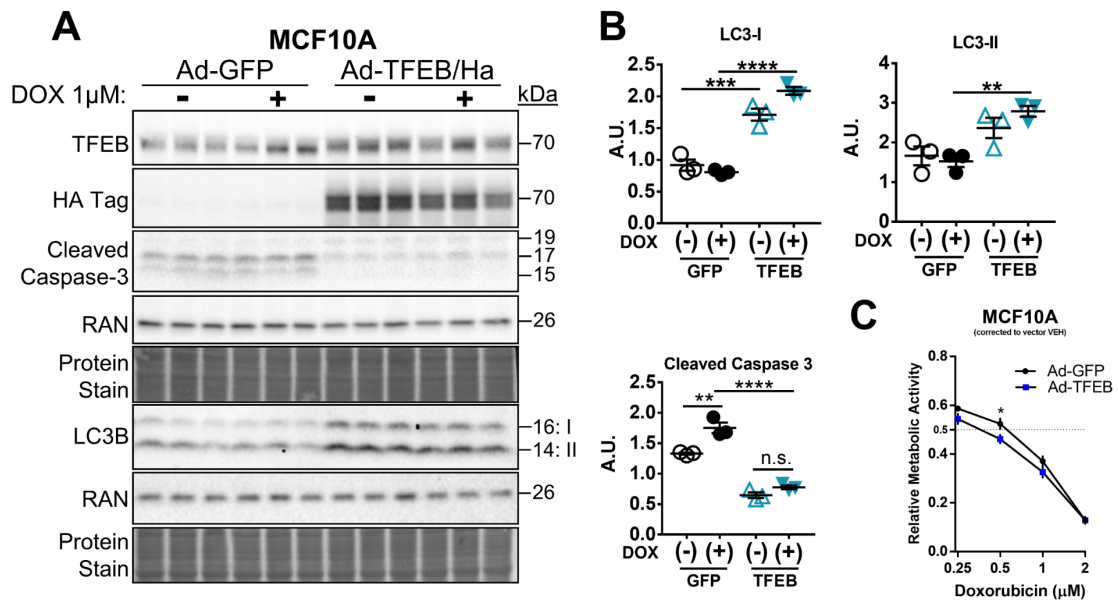 A
MCF10A
Ad-GFP Ad-TFEB/Ha
DOX 1µM: - + - + kDa
TFEB -70
HA Tag -70
Cleaved
Caspase-3
-19
-17
-15
RAN -26
Protein
Stain
LC3B
-16: I
-14: II
RAN -26
Protein
Stain
B
LC3-I
A.U.
2.5
2.0
1.5
1.0
0.5
0.0
*** ****
DOX (-) (+) (-) (+)
GFP TFEB
LC3-II
A.U.
4
3
2
1
0
**
DOX (-) (+) (-) (+)
GFP TFEB
Cleaved Caspase 3
A.U.
2.5
2.0
1.5
1.0
0.5
0.0
** ****
n.s.
DOX (-) (+) (-) (+)
GFP TFEB
C
MCF10A
(corrected to vector VEH)
Relative Metabolic Activity
0.8
0.6
0.5
0.4
0.2
0.0
*
Ad-GFP
Ad-TFEB
0.25 0.5 1 2
Doxorubicin (µM)